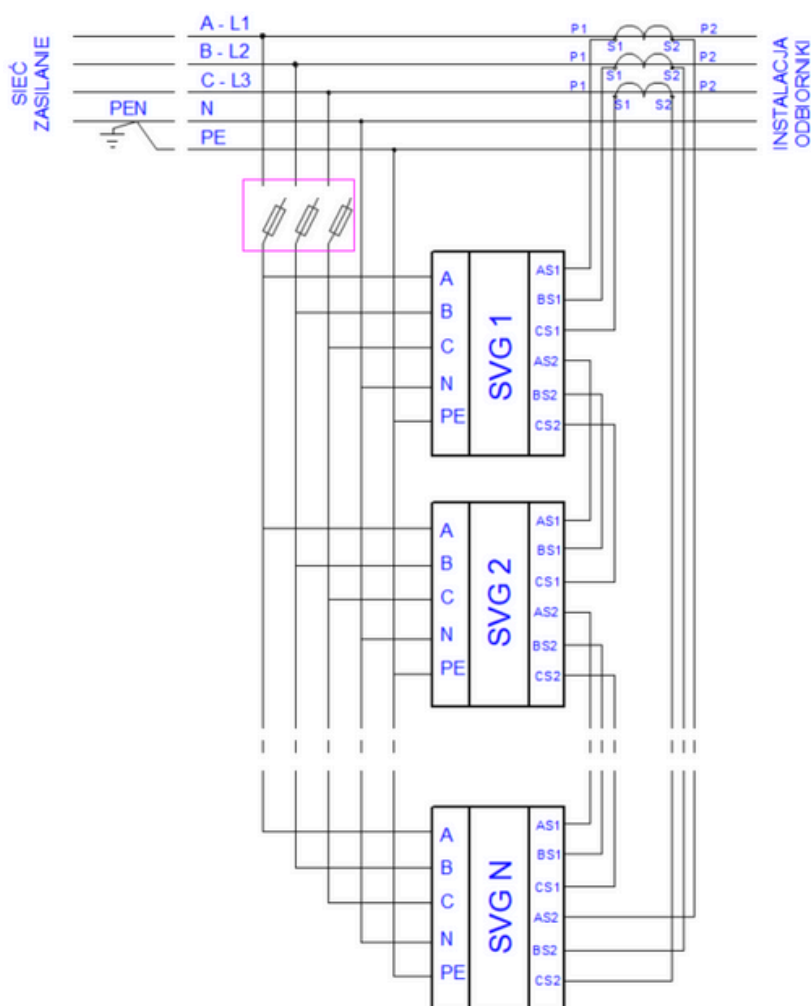 SIEĆ
ZASILANIE
A - L1
B - L2
C - L3
PEN
N
PE
P1
S1
S2
P2
P1
S1
S2
P2
P1
S1
S2
P2
INSTALACJA
ODBIORNIKI
A
B
C
N
PE
SVG 1
AS1
BS1
CS1
AS2
BS2
CS2
A
B
C
N
PE
SVG 2
AS1
BS1
CS1
AS2
BS2
CS2
A
B
C
N
PE
SVG N
AS1
BS1
CS1
AS2
BS2
CS2